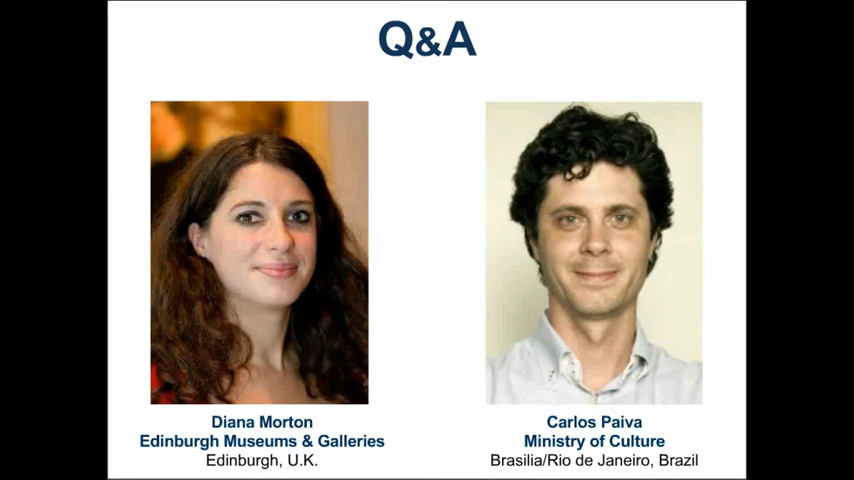 Q&A
Diana Morton
Edinburgh Museums & Galleries
Edinburgh, U.K.
Carlos Paiva
Ministry of Culture
Brasilia/Rio de Janeiro, Brazil